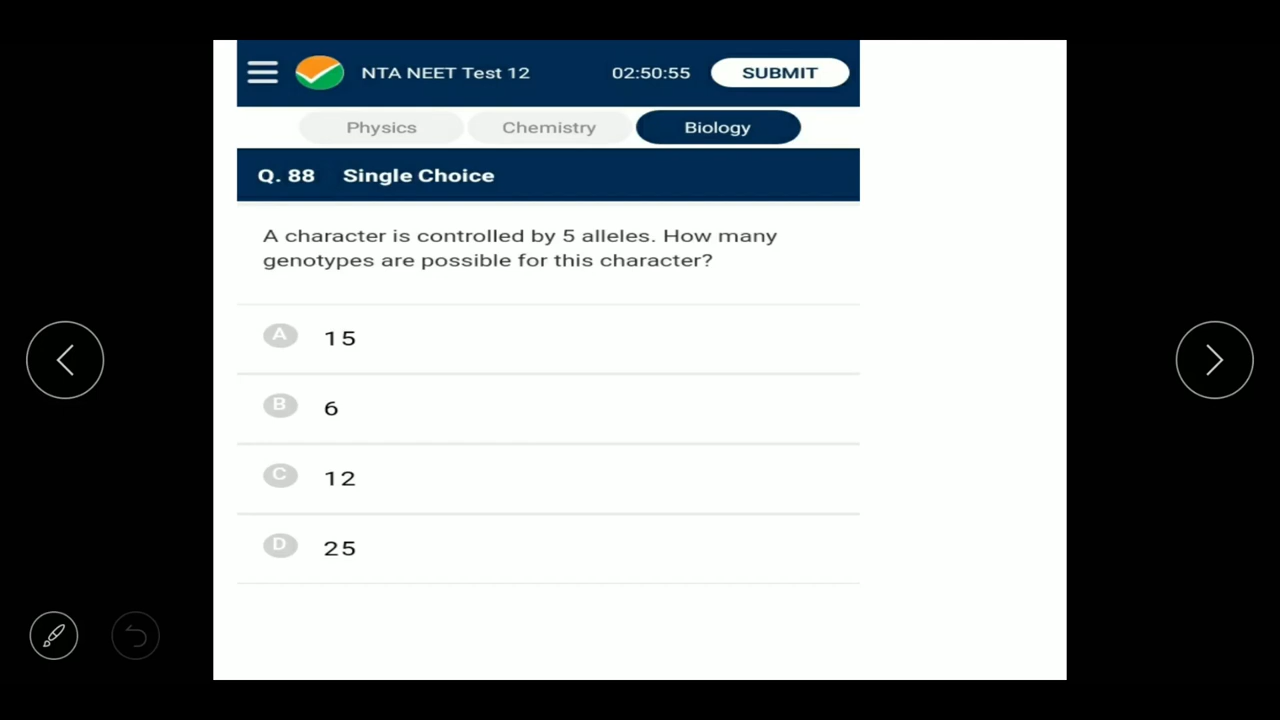 NTA NEET Test 12 02:50:55 SUBMIT
Physics Chemistry Biology
Q. 88 Single Choice
A character is controlled by 5 alleles. How many
genotypes are possible for this character?
A 15
B 6
C 12
D 25